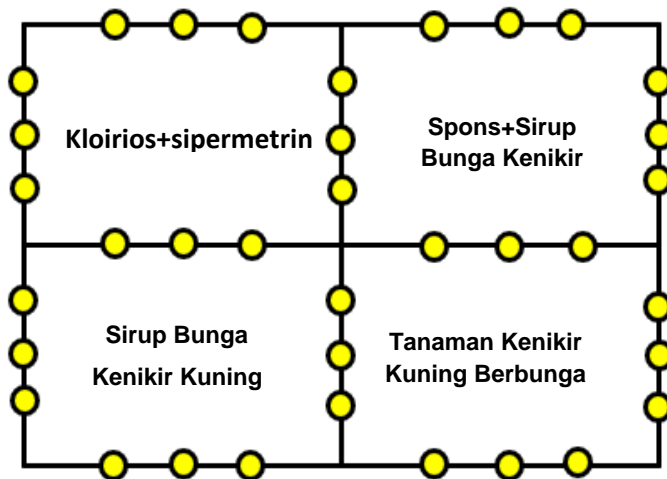 Kloirios+sipermetrin
Spons+Sirup
Bunga Kenikir
Sirup Bunga
Kenikir Kuning
Tanaman Kenikir
Kuning Berbunga